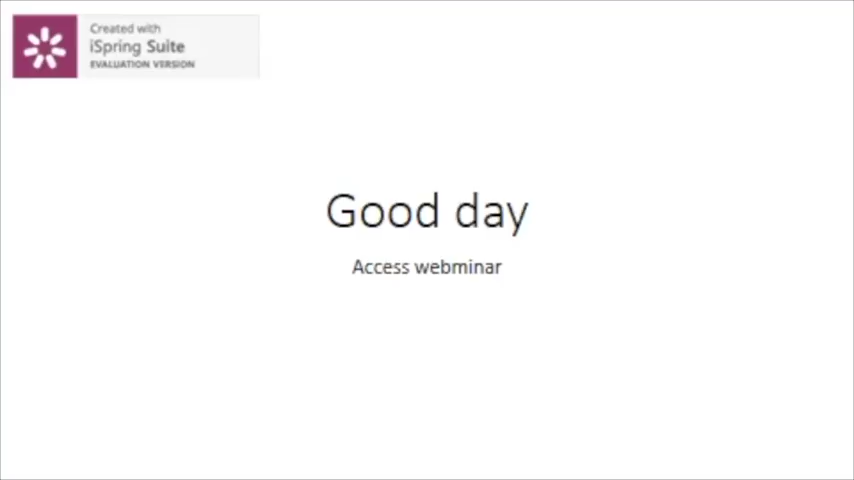 Created with
iSpring Suite
EVALUATION VERSION
Good day
Access webminar